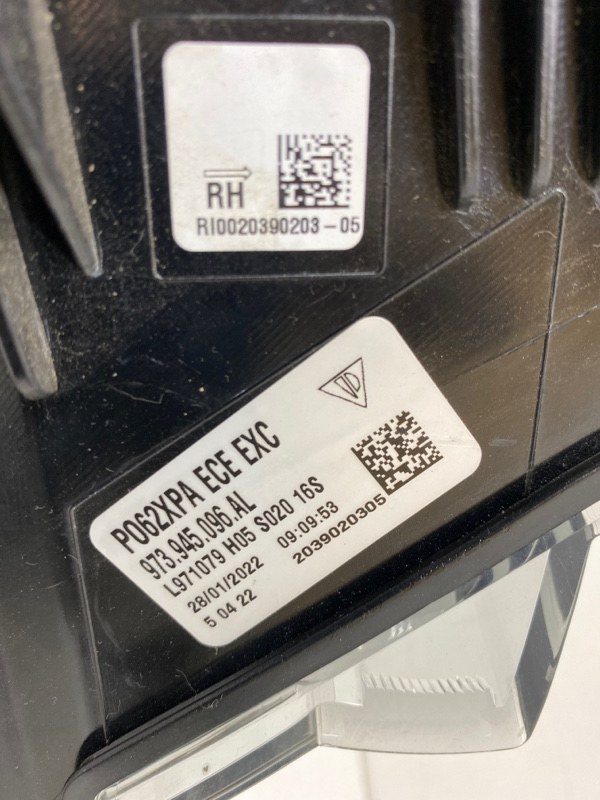 RH
RI0020390203-05
P062XPA ECE EXC
973.945.096.AL
L971079 H05 S020 16S
28/01/2022 09:09:53
5 04 22 2039020305